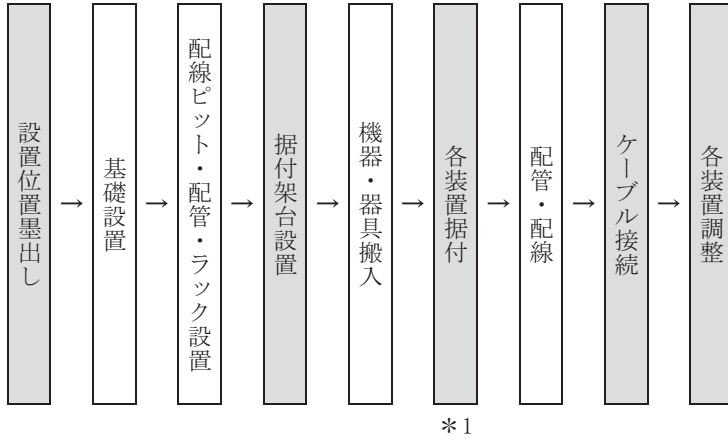 設置位置墨出し
→
基礎設置
→
配線ピット・配管・ラック設置
→
据付架台設置
→
機器・器具搬入
→
各装置据付
→
配管・配線
→
ケーブル接続
→
各装置調整
＊1